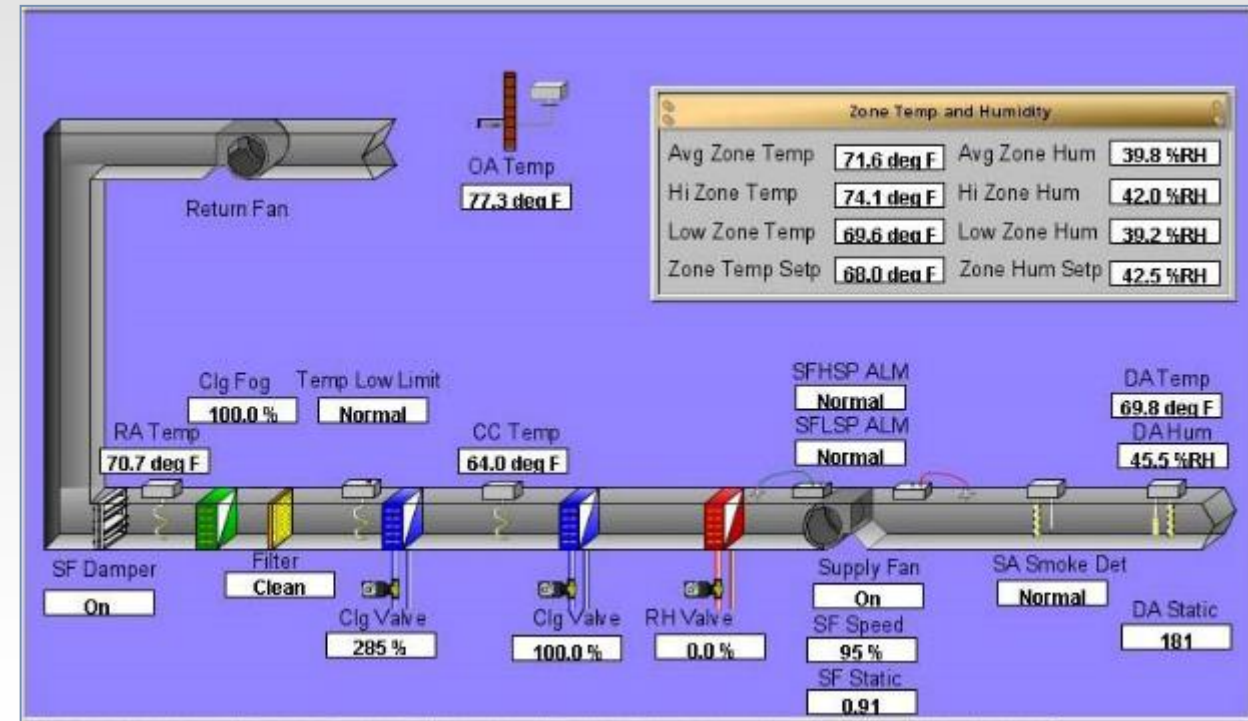 Zone Temp and Humidity
Avg Zone Temp 71.6 deg F Avg Zone Hum 39.8 %RH
Hi Zone Temp 74.1 deg F Hi Zone Hum 42.0 %RH
Low Zone Temp 69.6 deg F Low Zone Hum 39.2 %RH
Zone Temp Setp 68.0 deg F Zone Hum Setp 42.5 %RH
OA Temp
77.3 deg F
Return Fan
Clg Fog
100.0 %
Temp Low Limit
Normal
RA Temp
70.7 deg F
CC Temp
64.0 deg F
SFHSP ALM
Normal
SFLSP ALM
Normal
DA Temp
69.8 deg F
DA Hum
45.5 %RH
SF Damper
On
Filter
Clean
Clg Valve
285 %
Clg Valve
100.0 %
RH Valve
0.0 %
Supply Fan
On
SF Speed
95 %
SF Static
0.91
SA Smoke Det
Normal
DA Static
181